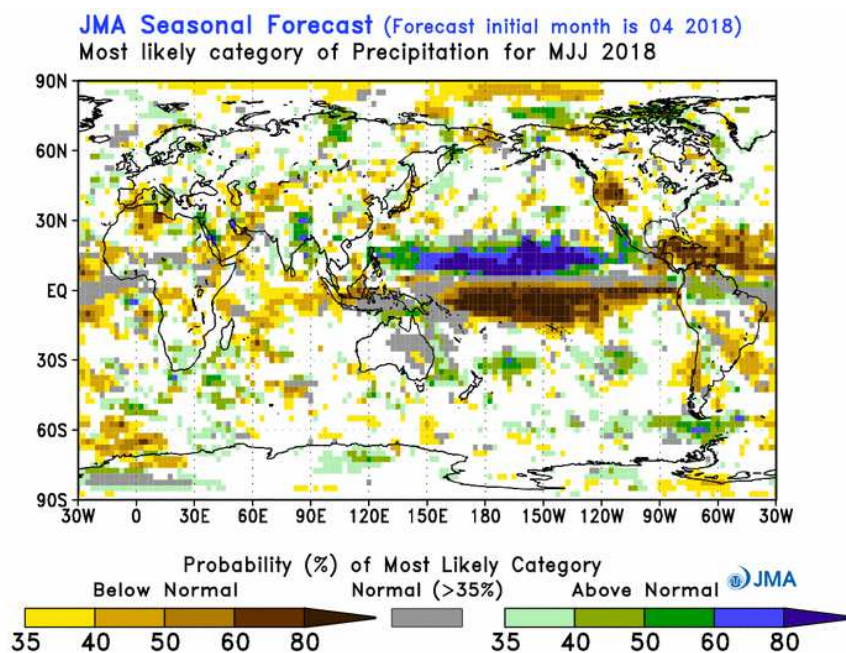 JMA Seasonal Forecast (Forecast initial month is 04 2018)
Most likely category of Precipitation for MJJ 2018
90N
60N
30N
EQ
30S
60S
90S
30W 0 30E 60E 90E 120E 150E 180 150W 120W 90W 60W 30W
Probability (%) of Most Likely Category
Below Normal Normal (>35%) Above Normal
JMA
35 40 50 60 80 35 40 50 60 80